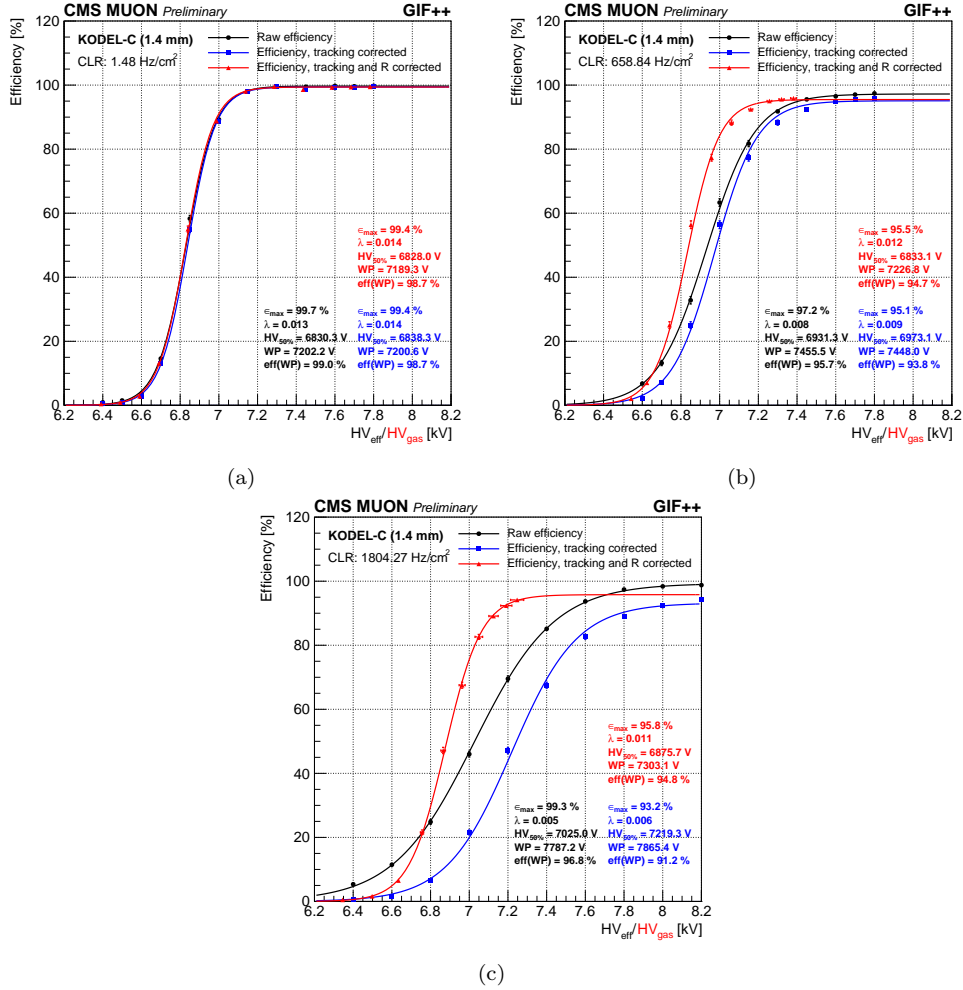 CMS MUON Preliminary GIF++
Efficiency [%]
120
100
80
60
40
20
0
KODEL-C (1.4 mm)
CLR: 1.48 Hz/cm²
Raw efficiency
Efficiency, tracking corrected
Efficiency, tracking and R corrected
ϵmax = 99.4 %
λ = 0.014
HV50% = 6828.0 V
WP = 7189.3 V
eff(WP) = 98.7 %
ϵmax = 99.7 %
λ = 0.013
HV50% = 6830.3 V
WP = 7202.2 V
eff(WP) = 99.0 %
ϵmax = 99.4 %
λ = 0.014
HV50% = 6838.3 V
WP = 7200.6 V
eff(WP) = 98.7 %
6.2 6.4 6.6 6.8 7 7.2 7.4 7.6 7.8 8 8.2
HVeff/HVgas [kV]
(a)
CMS MUON Preliminary GIF++
Efficiency [%]
120
100
80
60
40
20
0
KODEL-C (1.4 mm)
CLR: 658.84 Hz/cm²
Raw efficiency
Efficiency, tracking corrected
Efficiency, tracking and R corrected
ϵmax = 95.5 %
λ = 0.012
HV50% = 6833.1 V
WP = 7226.8 V
eff(WP) = 94.7 %
ϵmax = 97.2 %
λ = 0.008
HV50% = 6931.3 V
WP = 7455.5 V
eff(WP) = 95.7 %
ϵmax = 95.1 %
λ = 0.009
HV50% = 6973.1 V
WP = 7448.0 V
eff(WP) = 93.8 %
6.2 6.4 6.6 6.8 7 7.2 7.4 7.6 7.8 8 8.2
HVeff/HVgas [kV]
(b)
CMS MUON Preliminary GIF++
Efficiency [%]
120
100
80
60
40
20
0
KODEL-C (1.4 mm)
CLR: 1804.27 Hz/cm²
Raw efficiency
Efficiency, tracking corrected
Efficiency, tracking and R corrected
ϵmax = 95.8 %
λ = 0.011
HV50% = 6875.7 V
WP = 7303.1 V
eff(WP) = 94.8 %
ϵmax = 99.3 %
λ = 0.005
HV50% = 7025.0 V
WP = 7787.2 V
eff(WP) = 96.8 %
ϵmax = 93.2 %
λ = 0.006
HV50% = 7219.3 V
WP = 7865.4 V
eff(WP) = 91.2 %
6.2 6.4 6.6 6.8 7 7.2 7.4 7.6 7.8 8 8.2
HVeff/HVgas [kV]
(c)